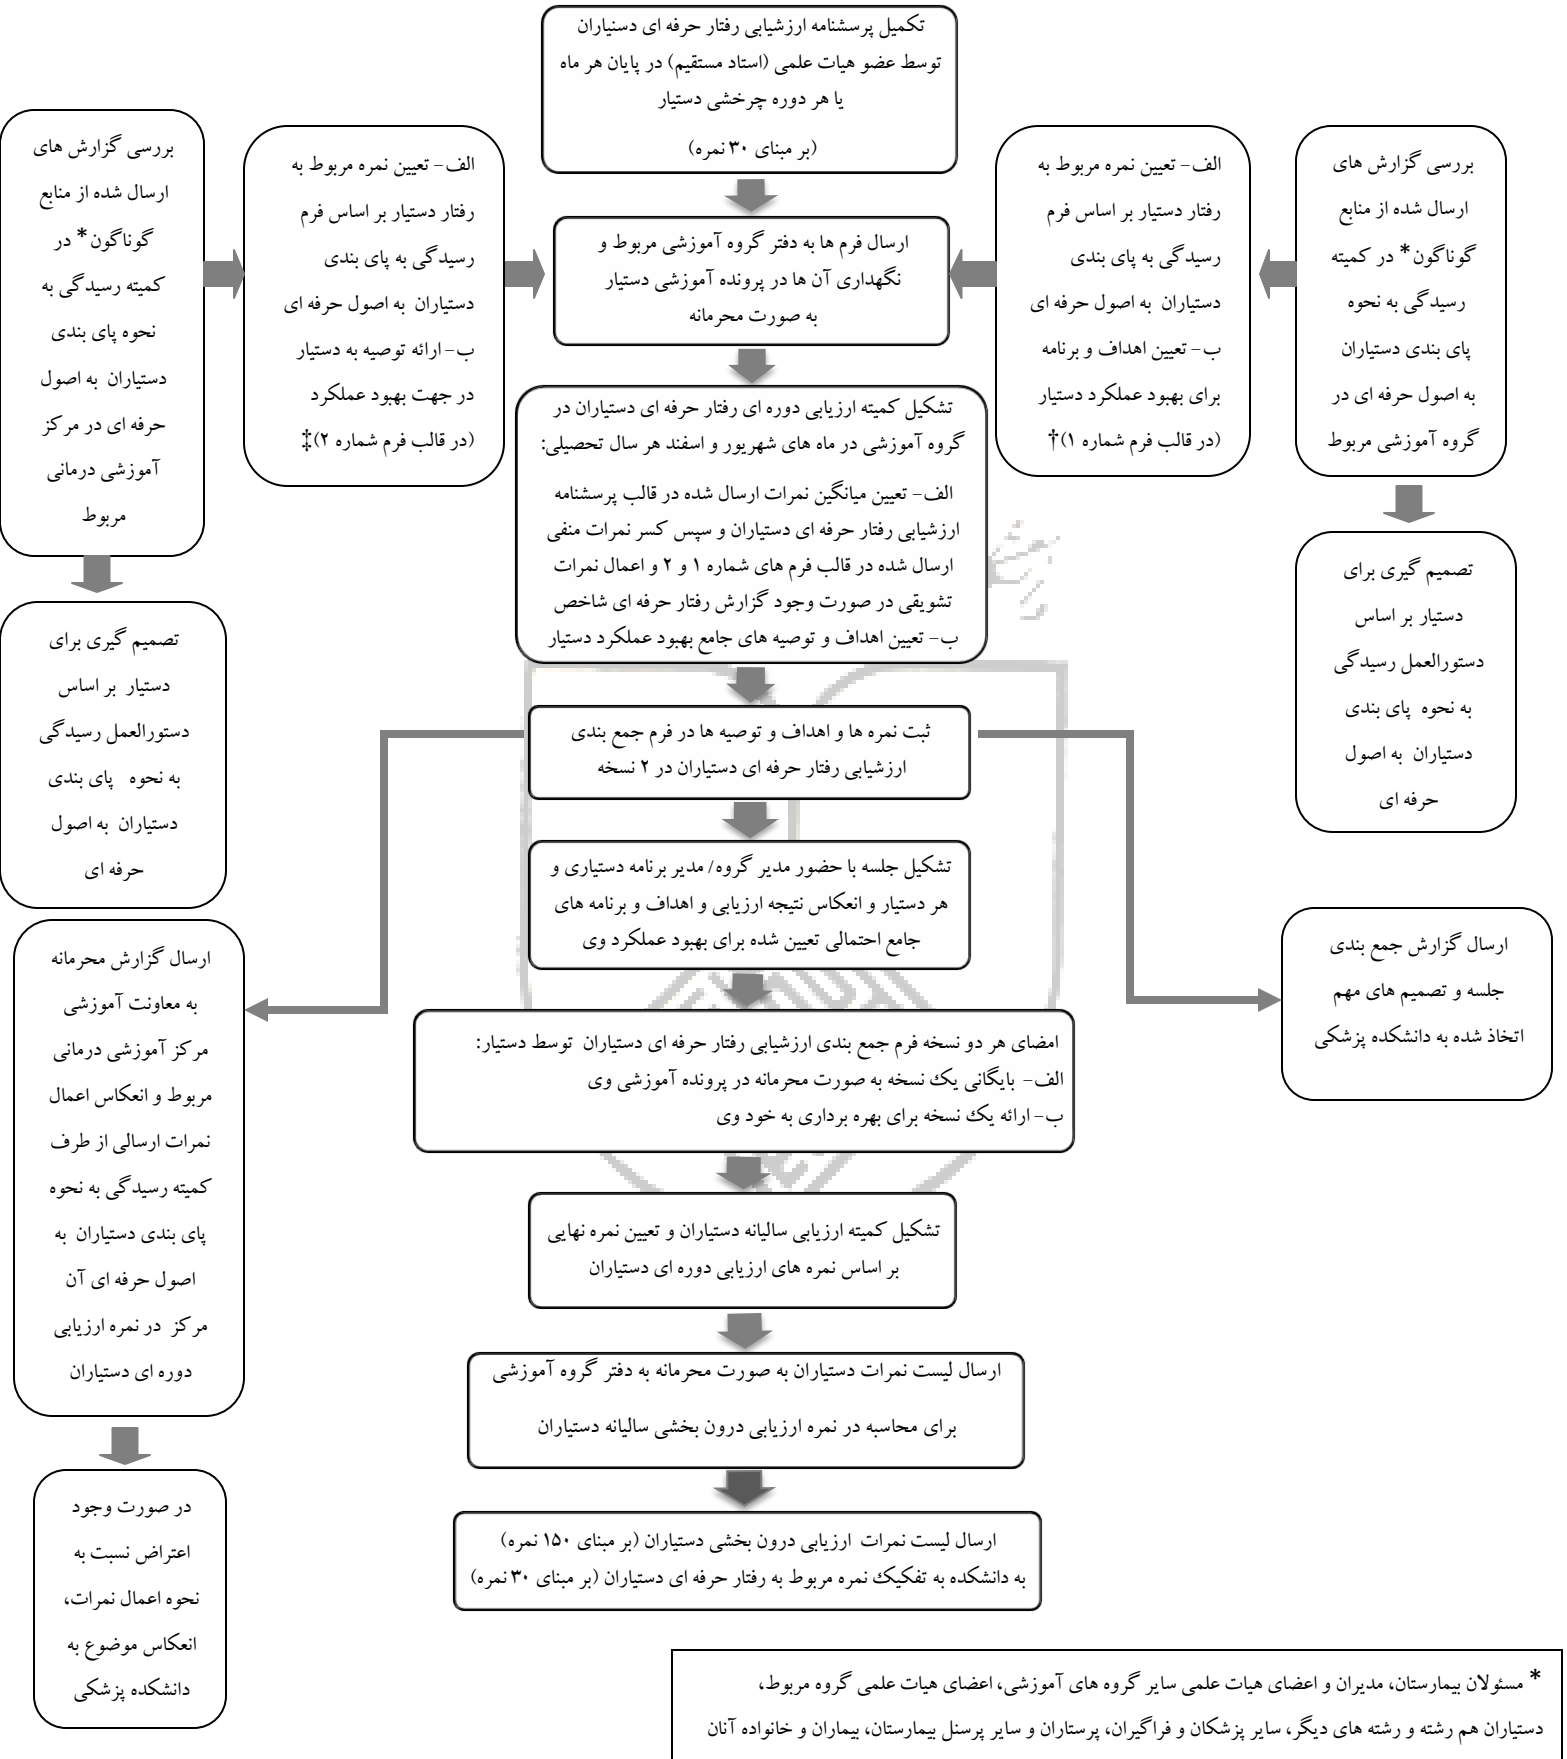 تکمیل پرسشنامه ارزشیابی رفتار حرفه ای دستیاران
توسط عضو هیات علمی (استاد مستقیم) در پایان هر ماه
یا هر دوره چرخشی دستیار
(بر مبنای ۳۰ نمره)
ارسال فرم ها به دفتر گروه آموزشی مربوط و
نگهداری آن ها در پرونده آموزشی دستیار
به صورت محرمانه
بررسی گزارش های
ارسال شده از منابع
گوناگون* در کمیته
رسیدگی به نحوه
پای بندی دستیاران
به اصول حرفه ای در
گروه آموزشی مربوط
الف- تعیین نمره مربوط به
رفتار دستیار بر اساس فرم
رسیدگی به پای بندی
دستیاران به اصول حرفه ای
ب- تعیین اهداف و برنامه
برای بهبود عملکرد دستیار
(در قالب فرم شماره ۱)†
تصمیم گیری برای
دستیار بر اساس
دستورالعمل رسیدگی
به نحوه پای بندی
دستیاران به اصول
حرفه ای
بررسی گزارش های
ارسال شده از منابع
گوناگون* در
کمیته رسیدگی به
نحوه پای بندی
دستیاران به اصول
حرفه ای در مرکز
آموزشی درمانی
مربوط
الف- تعیین نمره مربوط به
رفتار دستیار بر اساس فرم
رسیدگی به پای بندی
دستیاران به اصول حرفه ای
ب- ارائه توصیه به دستیار
در جهت بهبود عملکرد
(در قالب فرم شماره ۲)‡
تصمیم گیری برای
دستیار بر اساس
دستورالعمل رسیدگی
به نحوه پای بندی
دستیاران به اصول
حرفه ای
تشکیل کمیته ارزیابی دوره ای رفتار حرفه ای دستیاران در
گروه آموزشی در ماه های شهریور و اسفند هر سال تحصیلی:
الف- تعیین میانگین نمرات ارسال شده در قالب پرسشنامه
ارزشیابی رفتار حرفه ای دستیاران و سپس کسر نمرات منفی
ارسال شده در قالب فرم های شماره ۱ و ۲ و اعمال نمرات
تشویقی در صورت وجود گزارش رفتار حرفه ای شاخص
ب- تعیین اهداف و توصیه های جامع بهبود عملکرد دستیار
ثبت نمره ها و اهداف و توصیه ها در فرم جمع بندی
ارزشیابی رفتار حرفه ای دستیاران در ۲ نسخه
تشکیل جلسه با حضور مدیر گروه/ مدیر برنامه دستیاری و
هر دستیار و انعکاس نتیجه ارزیابی و اهداف و برنامه های
جامع احتمالی تعیین شده برای بهبود عملکرد وی
ارسال گزارش جمع بندی
جلسه و تصمیم های مهم
اتخاذ شده به دانشکده پزشکی
ارسال گزارش محرمانه
به معاونت آموزشی
مرکز آموزشی درمانی
مربوط و انعکاس اعمال
نمرات ارسالی از طرف
کمیته رسیدگی به نحوه
پای بندی دستیاران به
اصول حرفه ای آن
مرکز در نمره ارزیابی
دوره ای دستیاران
در صورت وجود
اعتراض نسبت به
نحوه اعمال نمرات،
انعکاس موضوع به
دانشکده پزشکی
امضای هر دو نسخه فرم جمع بندی ارزشیابی رفتار حرفه ای دستیاران توسط دستیار:
الف- بایگانی یک نسخه به صورت محرمانه در پرونده آموزشی وی
ب- ارائه یک نسخه برای بهره برداری به خود وی
تشکیل کمیته ارزیابی سالیانه دستیاران و تعیین نمره نهایی
بر اساس نمره های ارزیابی دوره ای دستیاران
ارسال لیست نمرات دستیاران به صورت محرمانه به دفتر گروه آموزشی
برای محاسبه در نمره ارزیابی درون بخشی سالیانه دستیاران
ارسال لیست نمرات ارزیابی درون بخشی دستیاران (بر مبنای ۱۵۰ نمره)
به دانشکده به تفکیک نمره مربوط به رفتار حرفه ای دستیاران (بر مبنای ۳۰ نمره)
* مسئولان بیمارستان، مدیران و اعضای هیات علمی سایر گروه های آموزشی، اعضای هیات علمی گروه مربوط،
دستیاران هم رشته و رشته های دیگر، سایر پزشکان و فراگیران، پرستاران و سایر پرسنل بیمارستان، بیماران و خانواده آنان